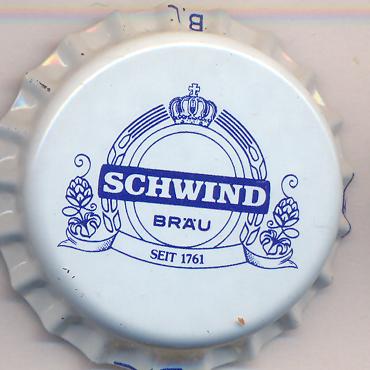 SCHWIND
BRÄU
SEIT 1761